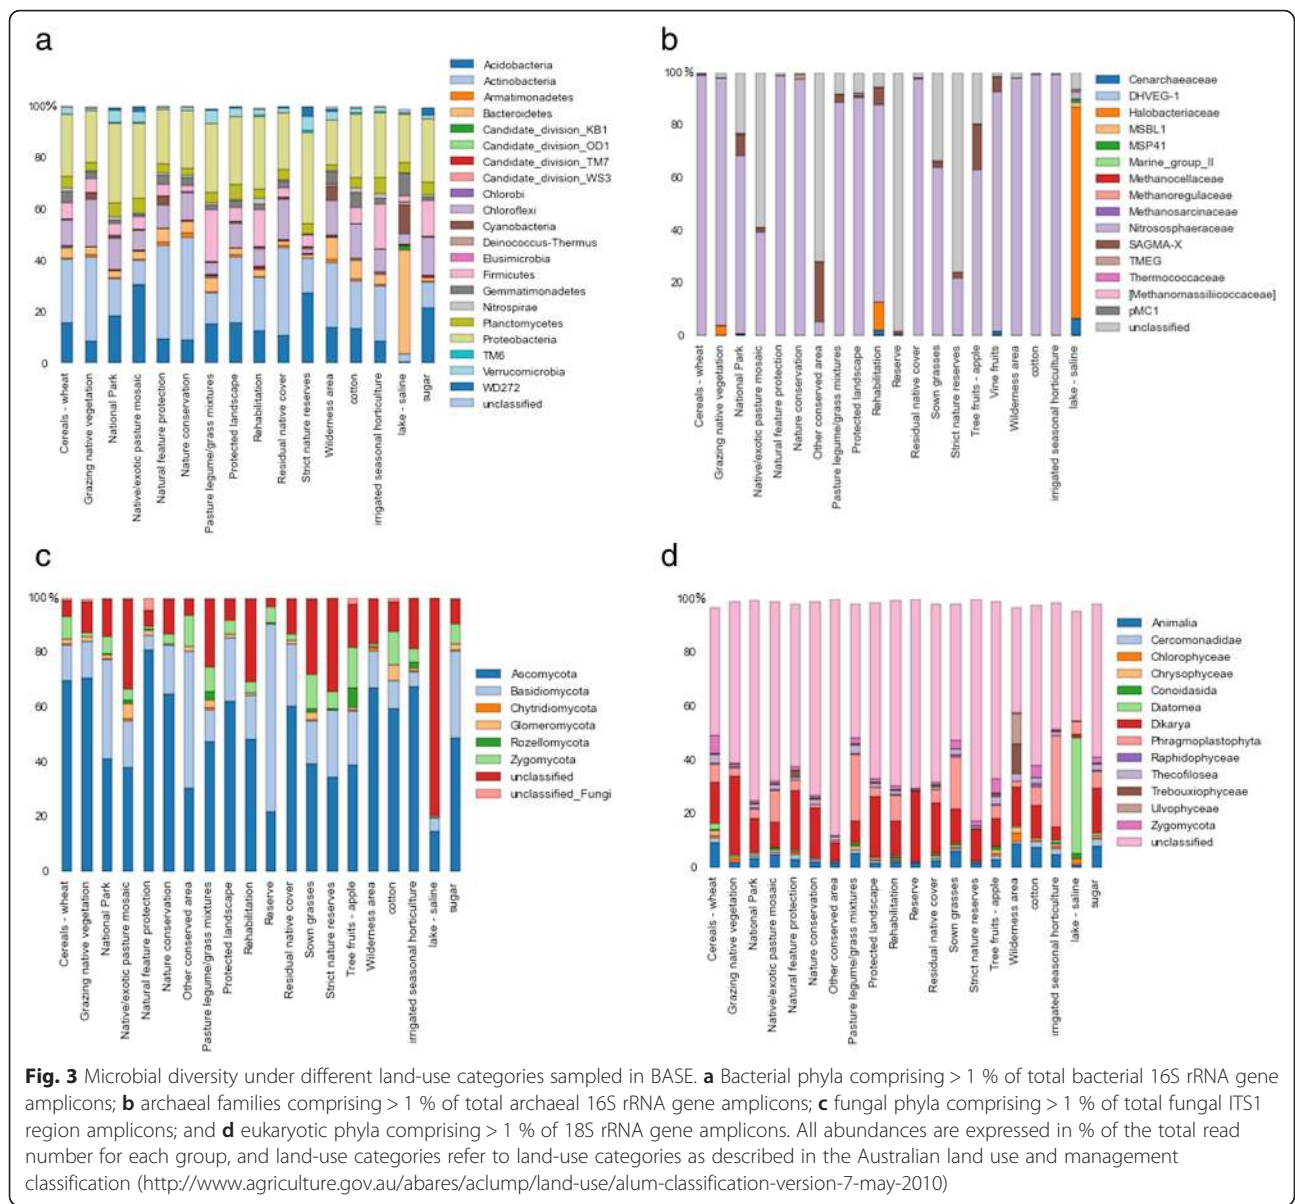 a
100%
80
60
40
20
0
Cereals - wheat
Grazing native vegetation
National Park
Native/exotic pasture mosaic
Natural feature protection
Nature conservation
Pasture legume/grass mixtures
Protected landscape
Rehabilitation
Residual native cover
Strict nature reserves
Wilderness area
cotton
irrigated seasonal horticulture
lake - saline
sugar
Acidobacteria
Actinobacteria
Armatimonadetes
Bacteroidetes
Candidate_division_KB1
Candidate_division_OD1
Candidate_division_TM7
Candidate_division_WS3
Chlorobi
Chloroflexi
Cyanobacteria
Deinococcus-Thermus
Elusimicrobia
Firmicutes
Gemmatimonadetes
Nitrospirae
Planctomycetes
Proteobacteria
TM6
Verrucomicrobia
WD272
unclassified
b
100%
80
60
40
20
0
Cereals - wheat
Grazing native vegetation
National Park
Native/exotic pasture mosaic
Natural feature protection
Nature conservation
Other conserved area
Pasture legume/grass mixtures
Protected landscape
Rehabilitation
Reserve
Residual native cover
Sown grasses
Strict nature reserves
Tree fruits - apple
Vine fruits
Wilderness area
cotton
irrigated seasonal horticulture
lake - saline
Cenarchaeaceae
DHVEG-1
Halobacteriaceae
MSBL1
MSP41
Marine_group_II
Methanocellaceae
Methanoregulaceae
Methanosarcinaceae
Nitrososphaeraceae
SAGMA-X
TMEG
Thermococcaceae
[Methanomassiliicoccaceae]
pMC1
unclassified
c
100%
80
60
40
20
0
Cereals - wheat
Grazing native vegetation
National Park
Native/exotic pasture mosaic
Natural feature protection
Nature conservation
Other conserved area
Pasture legume/grass mixtures
Protected landscape
Rehabilitation
Reserve
Residual native cover
Sown grasses
Strict nature reserves
Tree fruits - apple
Wilderness area
cotton
irrigated seasonal horticulture
lake - saline
sugar
Ascomycota
Basidiomycota
Chytridiomycota
Glomeromycota
Rozellomycota
Zygomycota
unclassified
unclassified_Fungi
d
100%
80
60
40
20
0
Cereals - wheat
Grazing native vegetation
National Park
Native/exotic pasture mosaic
Natural feature protection
Nature conservation
Other conserved area
Pasture legume/grass mixtures
Protected landscape
Rehabilitation
Reserve
Residual native cover
Sown grasses
Strict nature reserves
Tree fruits - apple
Wilderness area
cotton
irrigated seasonal horticulture
lake - saline
sugar
Animalia
Cercomonadidae
Chlorophyceae
Chrysophyceae
Conoidasida
Diatomea
Dikarya
Phragmoplastophyta
Raphidophyceae
Thecofilosea
Trebouxiophyceae
Ulvophyceae
Zygomycota
unclassified
Fig. 3 Microbial diversity under different land-use categories sampled in BASE. a Bacterial phyla comprising > 1 % of total bacterial 16S rRNA gene
amplicons; b archaeal families comprising > 1 % of total archaeal 16S rRNA gene amplicons; c fungal phyla comprising > 1 % of total fungal ITS1
region amplicons; and d eukaryotic phyla comprising > 1 % of 18S rRNA gene amplicons. All abundances are expressed in % of the total read
number for each group, and land-use categories refer to land-use categories as described in the Australian land use and management
classification (http://www.agriculture.gov.au/abares/aclump/land-use/alum-classification-version-7-may-2010)